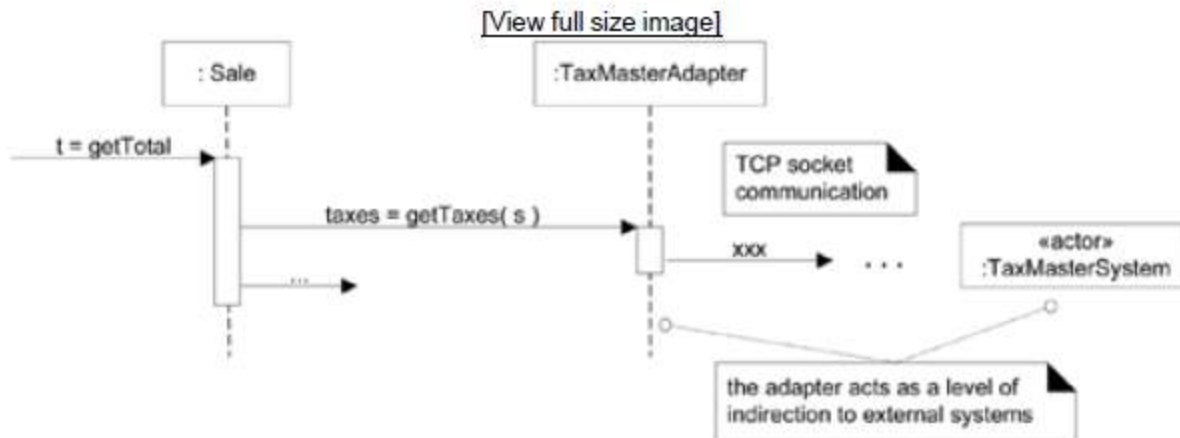 [View full size image]
: Sale
:TaxMasterAdapter
t = getTotal
TCP socket
communication
taxes = getTaxes( s )
xxx
...
«actor»
:TaxMasterSystem
...
the adapter acts as a level of
indirection to external systems